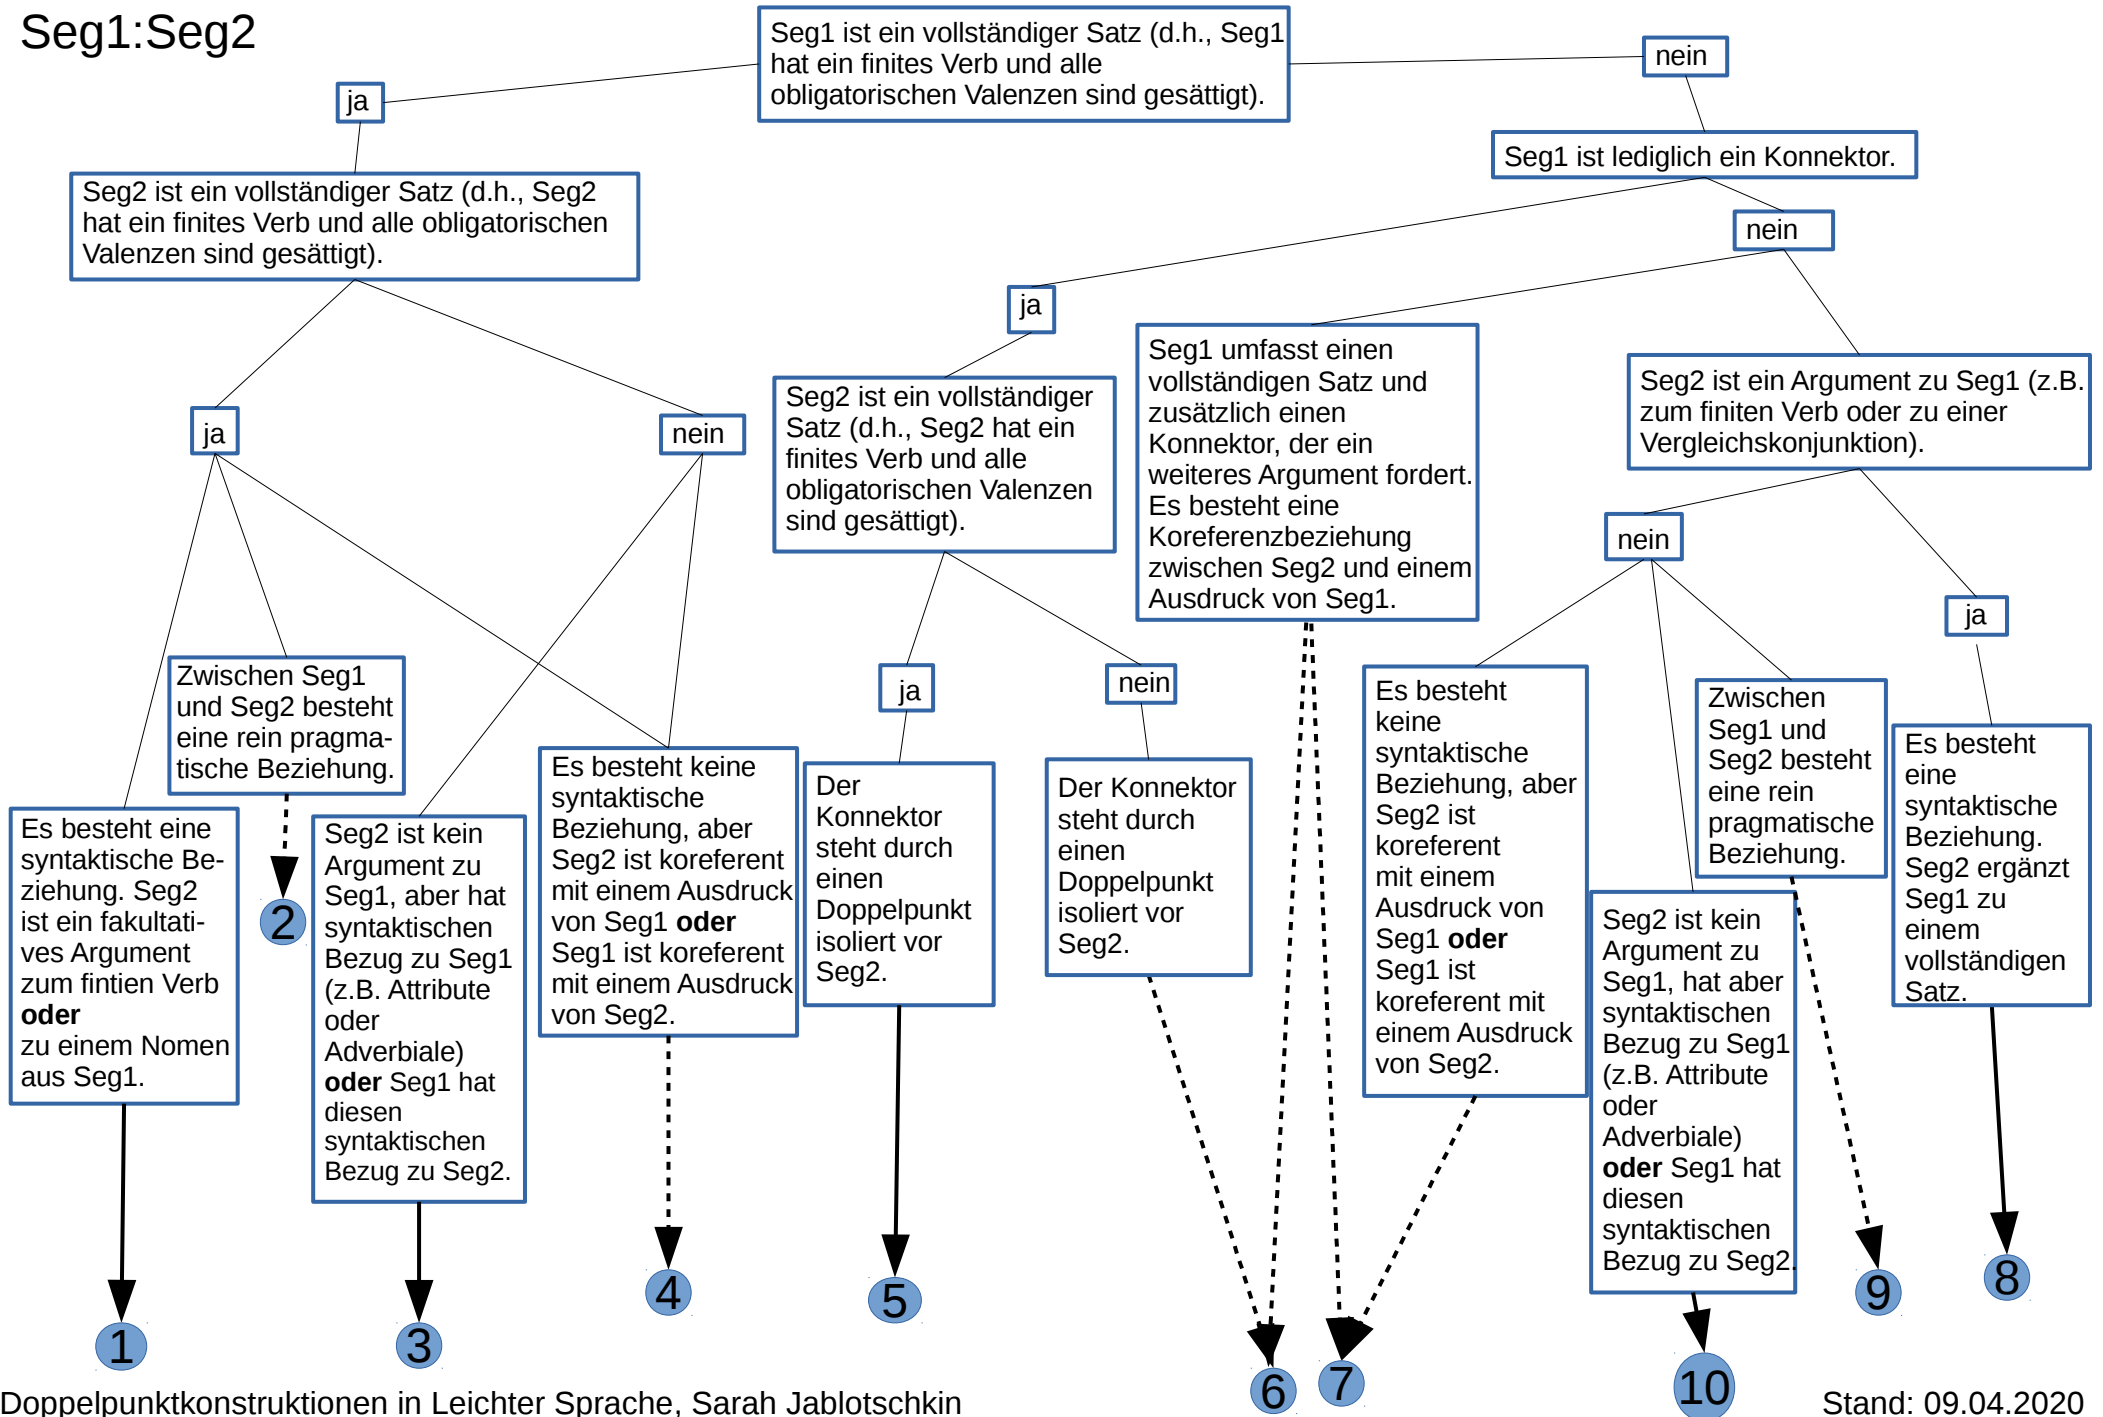 Seg1:Seg2
Seg1 ist ein vollständiger Satz (d.h., Seg1
hat ein finites Verb und alle
obligatorischen Valenzen sind gesättigt).
ja
nein
Seg2 ist ein vollständiger Satz (d.h., Seg2
hat ein finites Verb und alle obligatorischen
Valenzen sind gesättigt).
Seg1 ist lediglich ein Konnektor.
nein
ja
Seg2 ist ein vollständiger
Satz (d.h., Seg2 hat ein
finites Verb und alle
obligatorischen Valenzen
sind gesättigt).
Seg1 umfasst einen
vollständigen Satz und
zusätzlich einen
Konnektor, der ein
weiteres Argument fordert.
Es besteht eine
Koreferenzbeziehung
zwischen Seg2 und einem
Ausdruck von Seg1.
Seg2 ist ein Argument zu Seg1 (z.B.
zum finiten Verb oder zu einer
Vergleichskonjunktion).
ja
nein
nein
ja
ja
nein
Es besteht eine
syntaktische Be-
ziehung. Seg2
ist ein fakultati-
ves Argument
zum fintien Verb
oder
zu einem Nomen
aus Seg1.
Zwischen Seg1
und Seg2 besteht
eine rein pragma-
tische Beziehung.
Seg2 ist kein
Argument zu
Seg1, aber hat
syntaktischen
Bezug zu Seg1
(z.B. Attribute
oder
Adverbiale)
oder Seg1 hat
diesen
syntaktischen
Bezug zu Seg2.
Es besteht keine
syntaktische
Beziehung, aber
Seg2 ist koreferent
mit einem Ausdruck
von Seg1 oder
Seg1 ist koreferent
mit einem Ausdruck
von Seg2.
Der
Konnektor
steht durch
einen
Doppelpunkt
isoliert vor
Seg2.
Der Konnektor
steht durch
einen
Doppelpunkt
isoliert vor
Seg2.
Es besteht
keine
syntaktische
Beziehung, aber
Seg2 ist
koreferent
mit einem
Ausdruck von
Seg1 oder
Seg1 ist
koreferent mit
einem Ausdruck
von Seg2.
Seg2 ist kein
Argument zu
Seg1, hat aber
syntaktischen
Bezug zu Seg1
(z.B. Attribute
oder
Adverbiale)
oder Seg1 hat
diesen
syntaktischen
Bezug zu Seg2.
Zwischen
Seg1 und
Seg2 besteht
eine rein
pragmatische
Beziehung.
Es besteht
eine
syntaktische
Beziehung.
Seg2 ergänzt
Seg1 zu
einem
vollständigen
Satz.
1
2
3
4
5
6
7
10
9
8
Doppelpunktkonstruktionen in Leichter Sprache, Sarah Jablotschkin
Stand: 09.04.2020